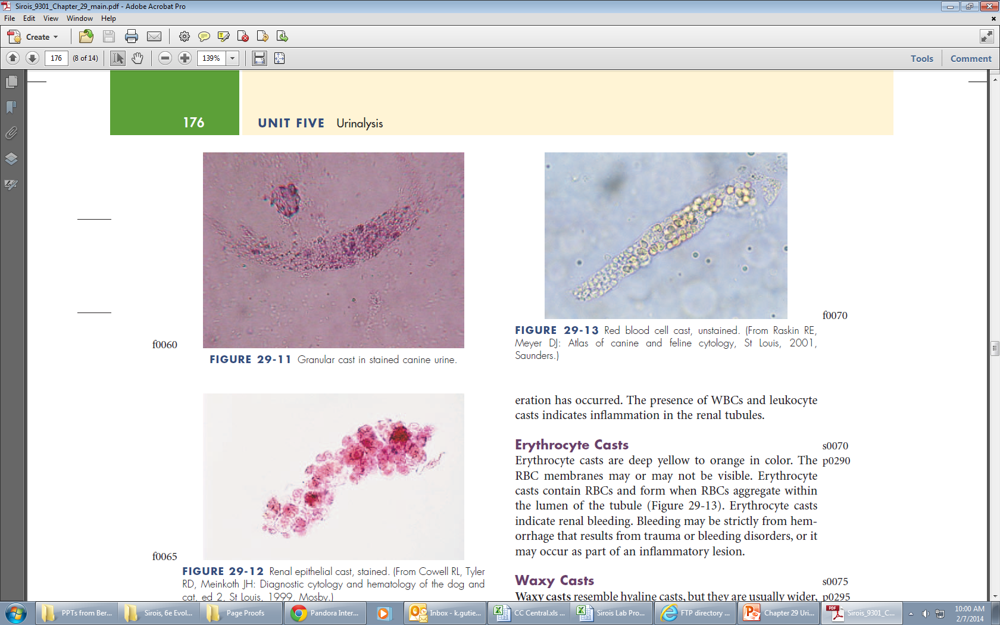 Sirois_9301_Chapter_29_main.pdf - Adobe Acrobat Pro
File Edit View Window Help
Create
176 (8 of 14) 139%
Tools Comment
176
UNIT FIVE Urinalysis
f0060
FIGURE 29-11 Granular cast in stained canine urine.
f0065
FIGURE 29-12 Renal epithelial cast, stained. (From Cowell RL, Tyler
RD, Meinkoth JH: Diagnostic cytology and hematology of the dog and
cat, ed 2, St Louis, 1999, Mosby.)
f0070
FIGURE 29-13 Red blood cell cast, unstained. (From Raskin RE,
Meyer DJ: Atlas of canine and feline cytology, St Louis, 2001,
Saunders.)
eration has occurred. The presence of WBCs and leukocyte
casts indicates inflammation in the renal tubules.
Erythrocyte Casts s0070
Erythrocyte casts are deep yellow to orange in color. The p0290
RBC membranes may or may not be visible. Erythrocyte
casts contain RBCs and form when RBCs aggregate within
the lumen of the tubule (Figure 29-13). Erythrocyte casts
indicate renal bleeding. Bleeding may be strictly from hem-
orrhage that results from trauma or bleeding disorders, or it
may occur as part of an inflammatory lesion.
Waxy Casts s0075
Waxy casts resemble hyaline casts, but they are usually wider, p0295
PPTs from Ber... Sirois, 6e Evol... Page Proofs Pandora Inter... Inbox - k.gutie... CC Central.xls ... Sirois Lab Pro... FTP directory ... Chapter 29 Uri... Sirois_9301_C...
10:00 AM
2/7/2014